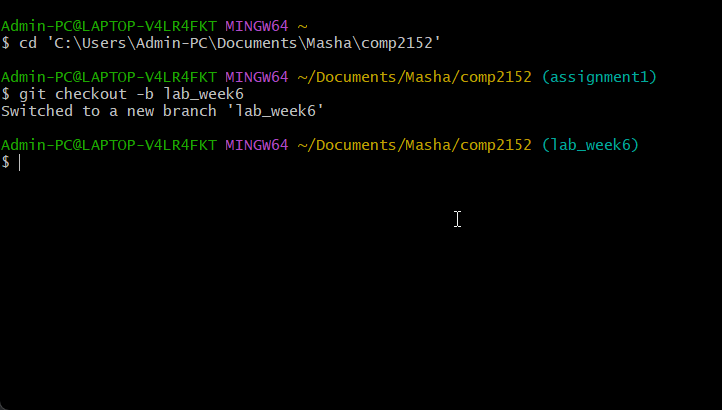 Admin-PC@LAPTOP-V4LR4FKT MINGW64 ~
$ cd 'C:\Users\Admin-PC\Documents\Masha\comp2152'
Admin-PC@LAPTOP-V4LR4FKT MINGW64 ~/Documents/Masha/comp2152 (assignment1)
$ git checkout -b lab_week6
Switched to a new branch 'lab_week6'
Admin-PC@LAPTOP-V4LR4FKT MINGW64 ~/Documents/Masha/comp2152 (lab_week6)
$